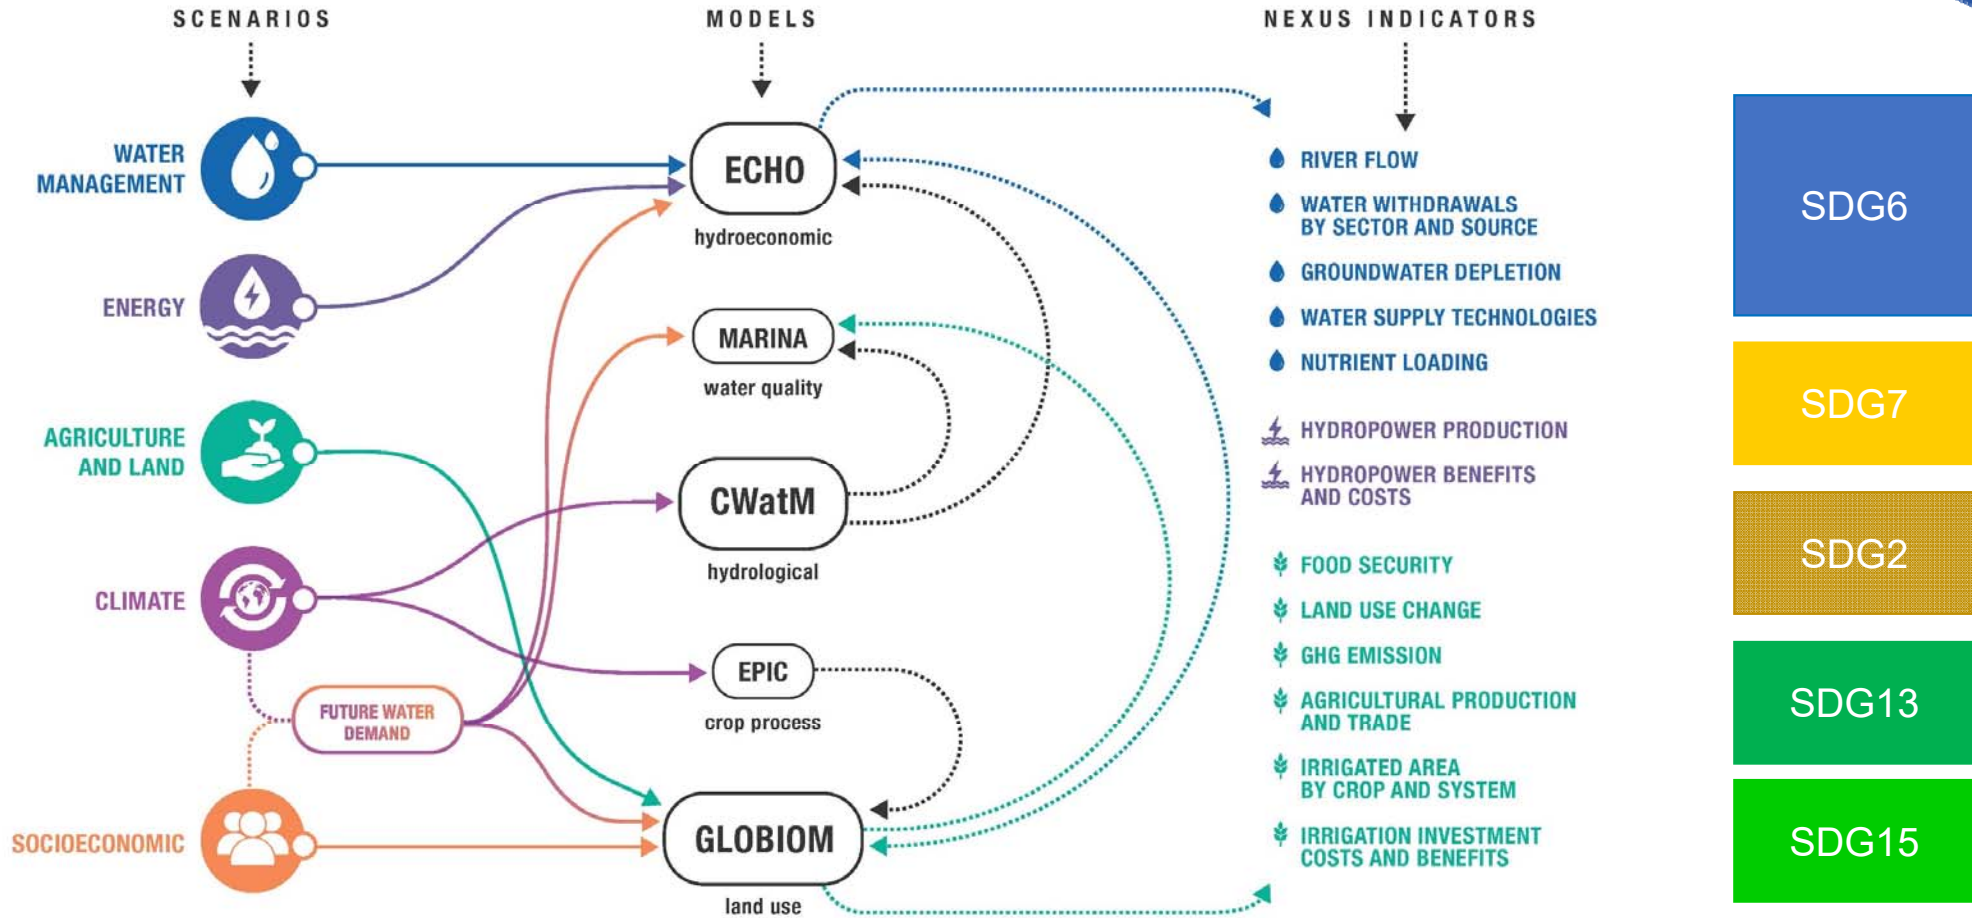 SCENARIOS
MODELS
NEXUS INDICATORS
WATER
MANAGEMENT
ENERGY
AGRICULTURE
AND LAND
CLIMATE
FUTURE WATER
DEMAND
SOCIOECONOMIC
ECHO
hydroeconomic
MARINA
water quality
CWatM
hydrological
EPIC
crop process
GLOBIOM
land use
RIVER FLOW
WATER WITHDRAWALS
BY SECTOR AND SOURCE
GROUNDWATER DEPLETION
WATER SUPPLY TECHNOLOGIES
NUTRIENT LOADING
HYDROPOWER PRODUCTION
HYDROPOWER BENEFITS
AND COSTS
FOOD SECURITY
LAND USE CHANGE
GHG EMISSION
AGRICULTURAL PRODUCTION
AND TRADE
IRRIGATED AREA
BY CROP AND SYSTEM
IRRIGATION INVESTMENT
COSTS AND BENEFITS
SDG6
SDG7
SDG2
SDG13
SDG15